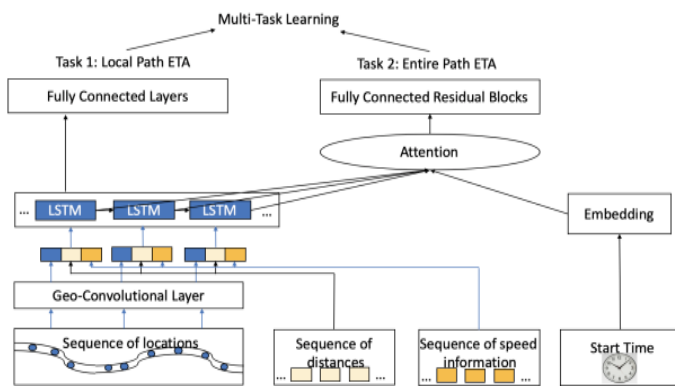 Multi-Task Learning
Task 1: Local Path ETA
Task 2: Entire Path ETA
Fully Connected Layers
Fully Connected Residual Blocks
Attention
... LSTM LSTM LSTM ...
Embedding
Geo-Convolutional Layer
Sequence of locations
Sequence of
distances
... ...
Sequence of speed
information
... ...
Start Time